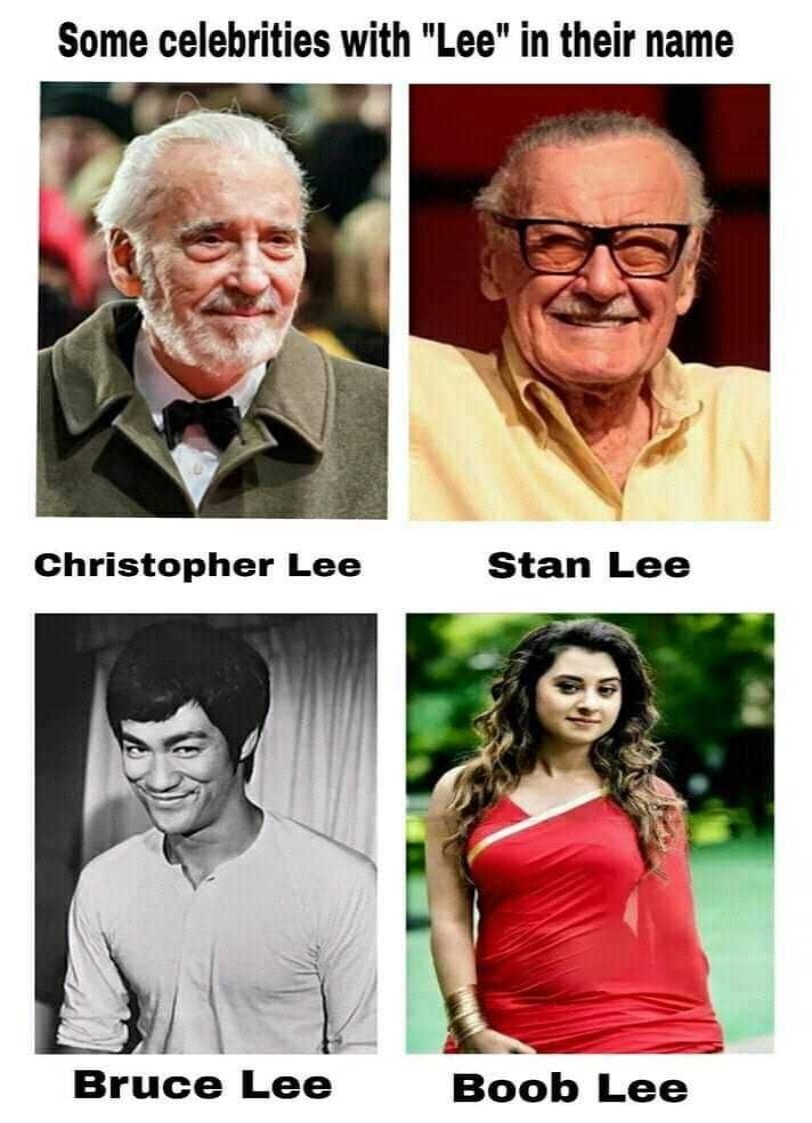 Some celebrities with "Lee" in their name
Christopher Lee
Stan Lee
Bruce Lee
Boob Lee